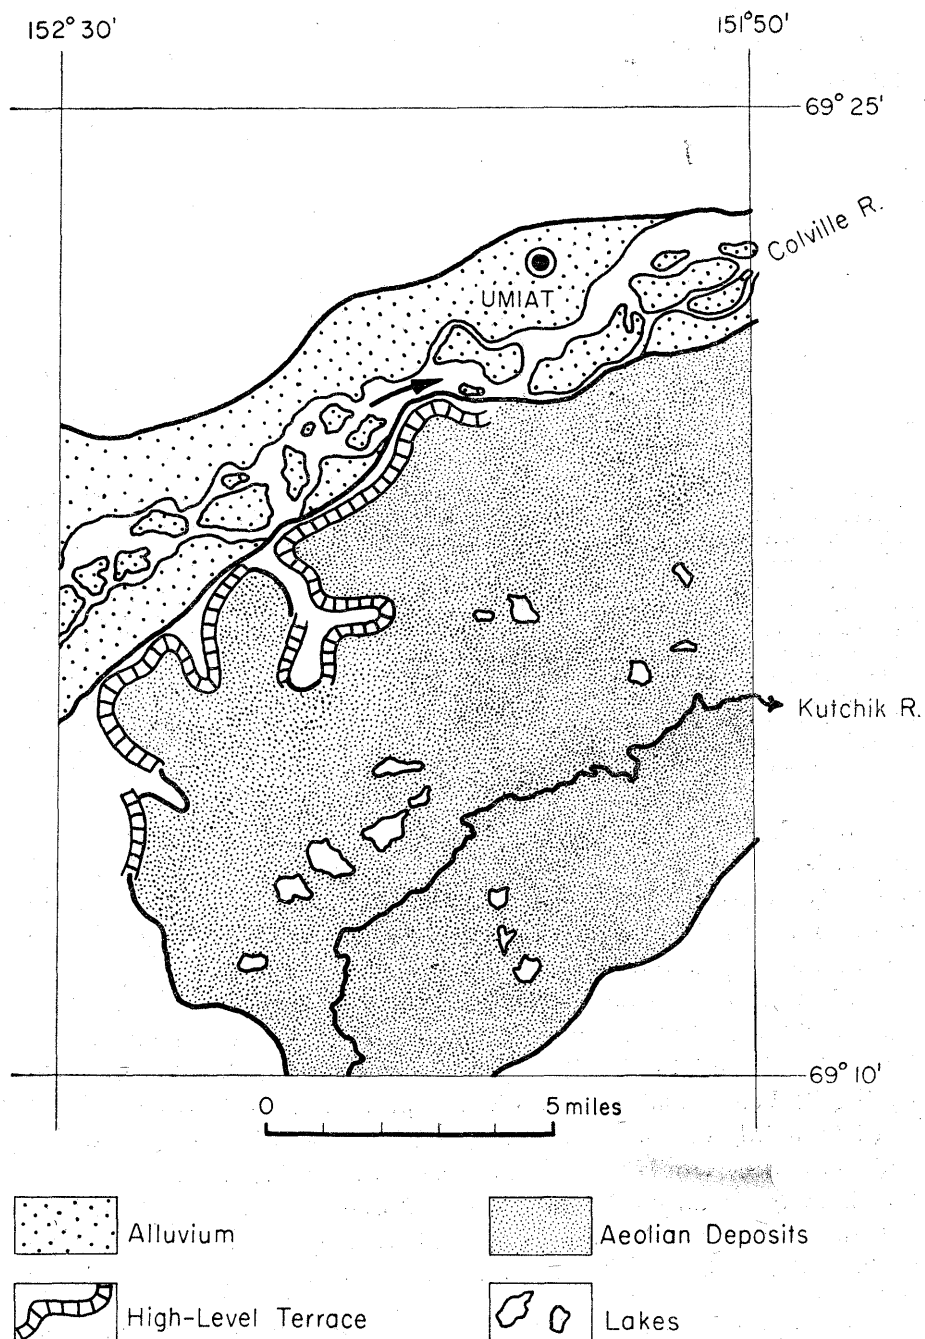 152° 30'
151° 50'
69° 25'
Colville R.
UMIAT
Kutchik R.
69° 10'
0 5 miles
Alluvium
Aeolian Deposits
High-Level Terrace
Lakes